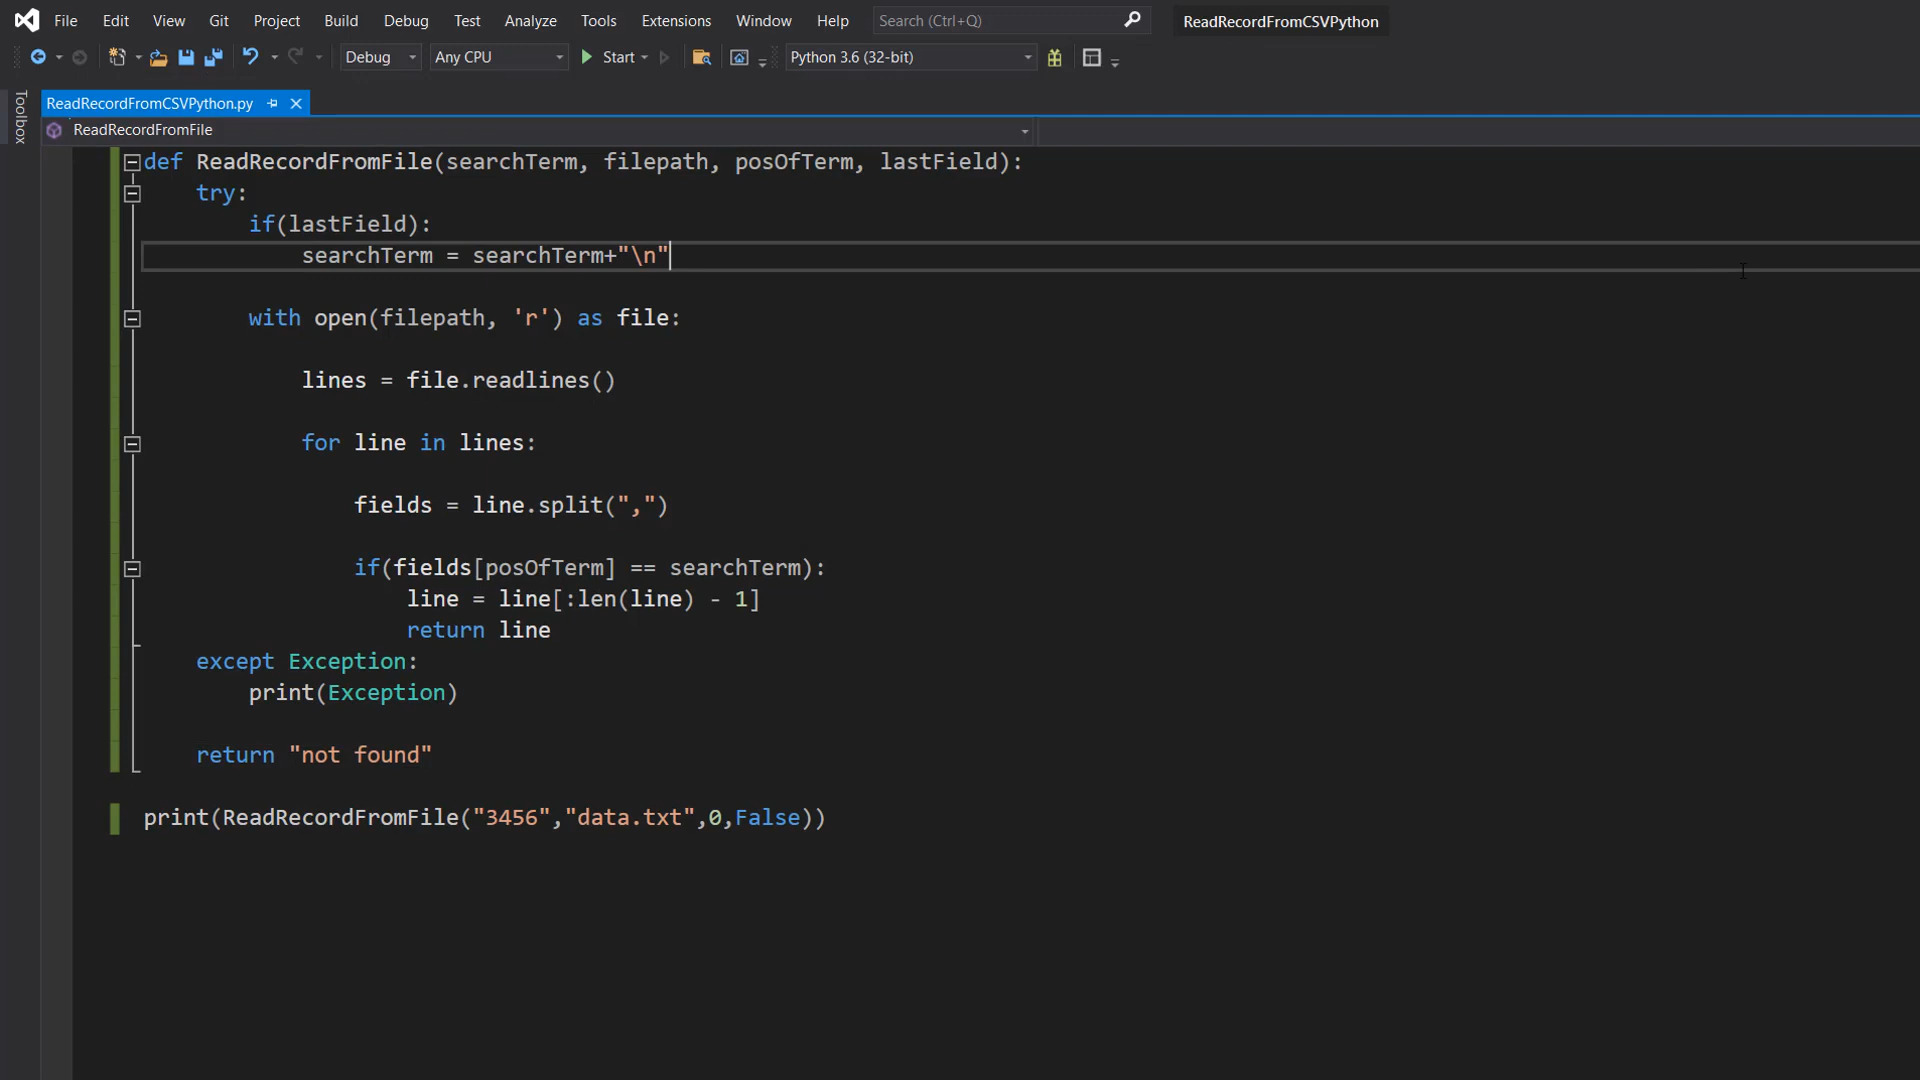 File Edit View Git Project Build Debug Test Analyze Tools Extensions Window Help Search (Ctrl+Q) ReadRecordFromCSVPython
Debug Any CPU Start Python 3.6 (32-bit)
Toolbox
ReadRecordFromCSVPython.py
ReadRecordFromFile
def ReadRecordFromFile(searchTerm, filepath, posOfTerm, lastField):
    try:
        if(lastField):
            searchTerm = searchTerm+"\n"
        with open(filepath, 'r') as file:
            lines = file.readlines()
            for line in lines:
                fields = line.split(",")
                if(fields[posOfTerm] == searchTerm):
                    line = line[:len(line) - 1]
                    return line
    except Exception:
        print(Exception)
    return "not found"
print(ReadRecordFromFile("3456","data.txt",0,False))